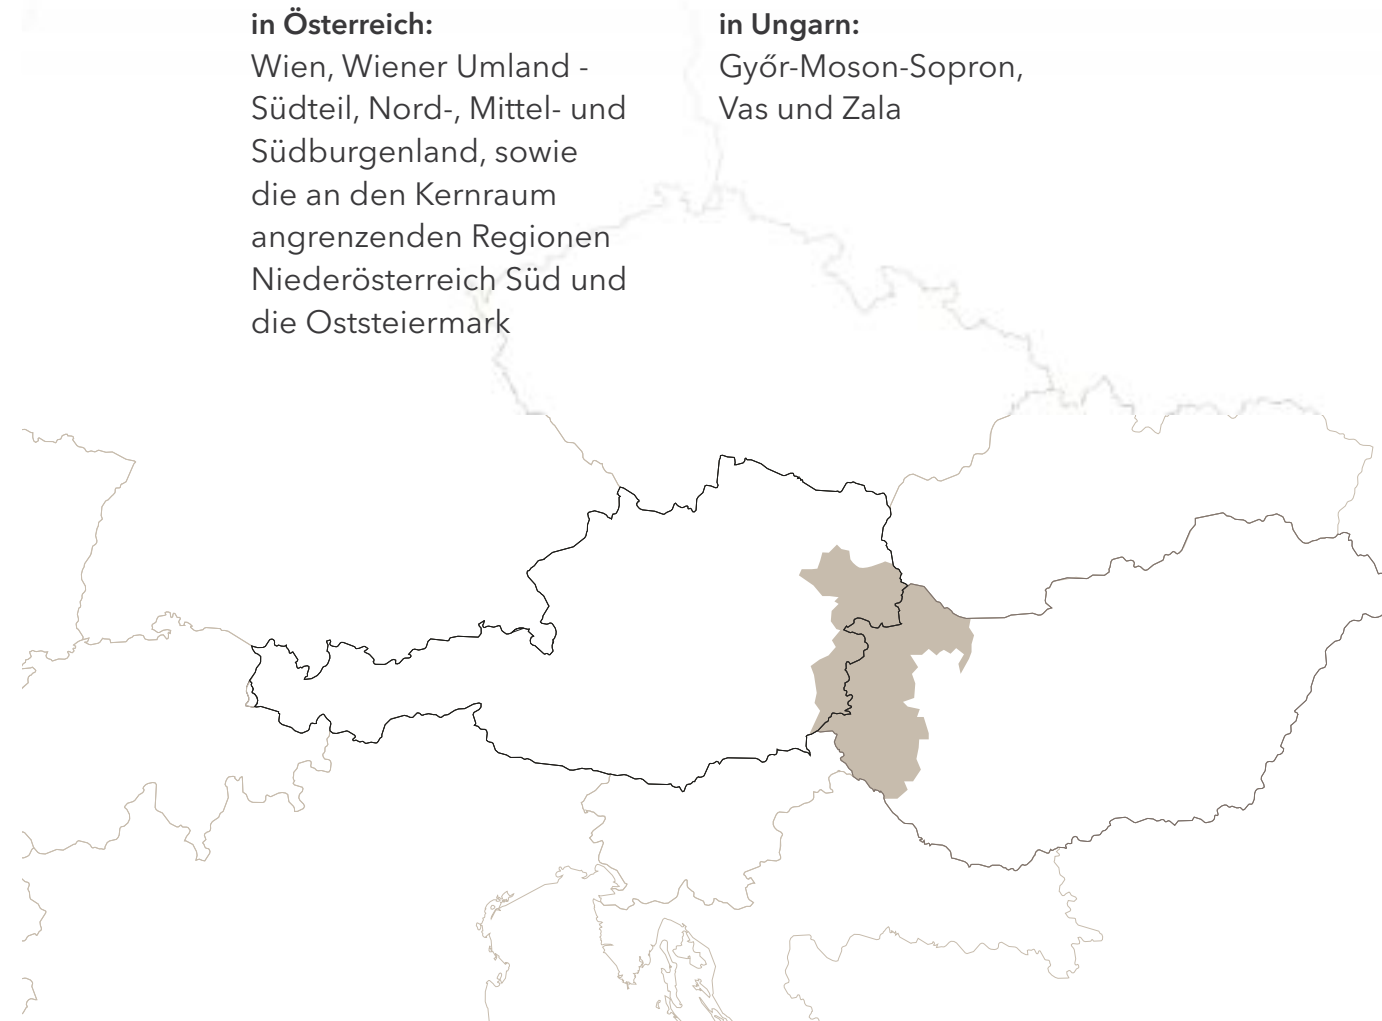 in Österreich:
Wien, Wiener Umland -
Südteil, Nord-, Mittel- und
Südburgenland, sowie
die an den Kernraum
angrenzenden Regionen
Niederösterreich Süd und
die Oststeiermark
in Ungarn:
Győr-Moson-Sopron,
Vas und Zala